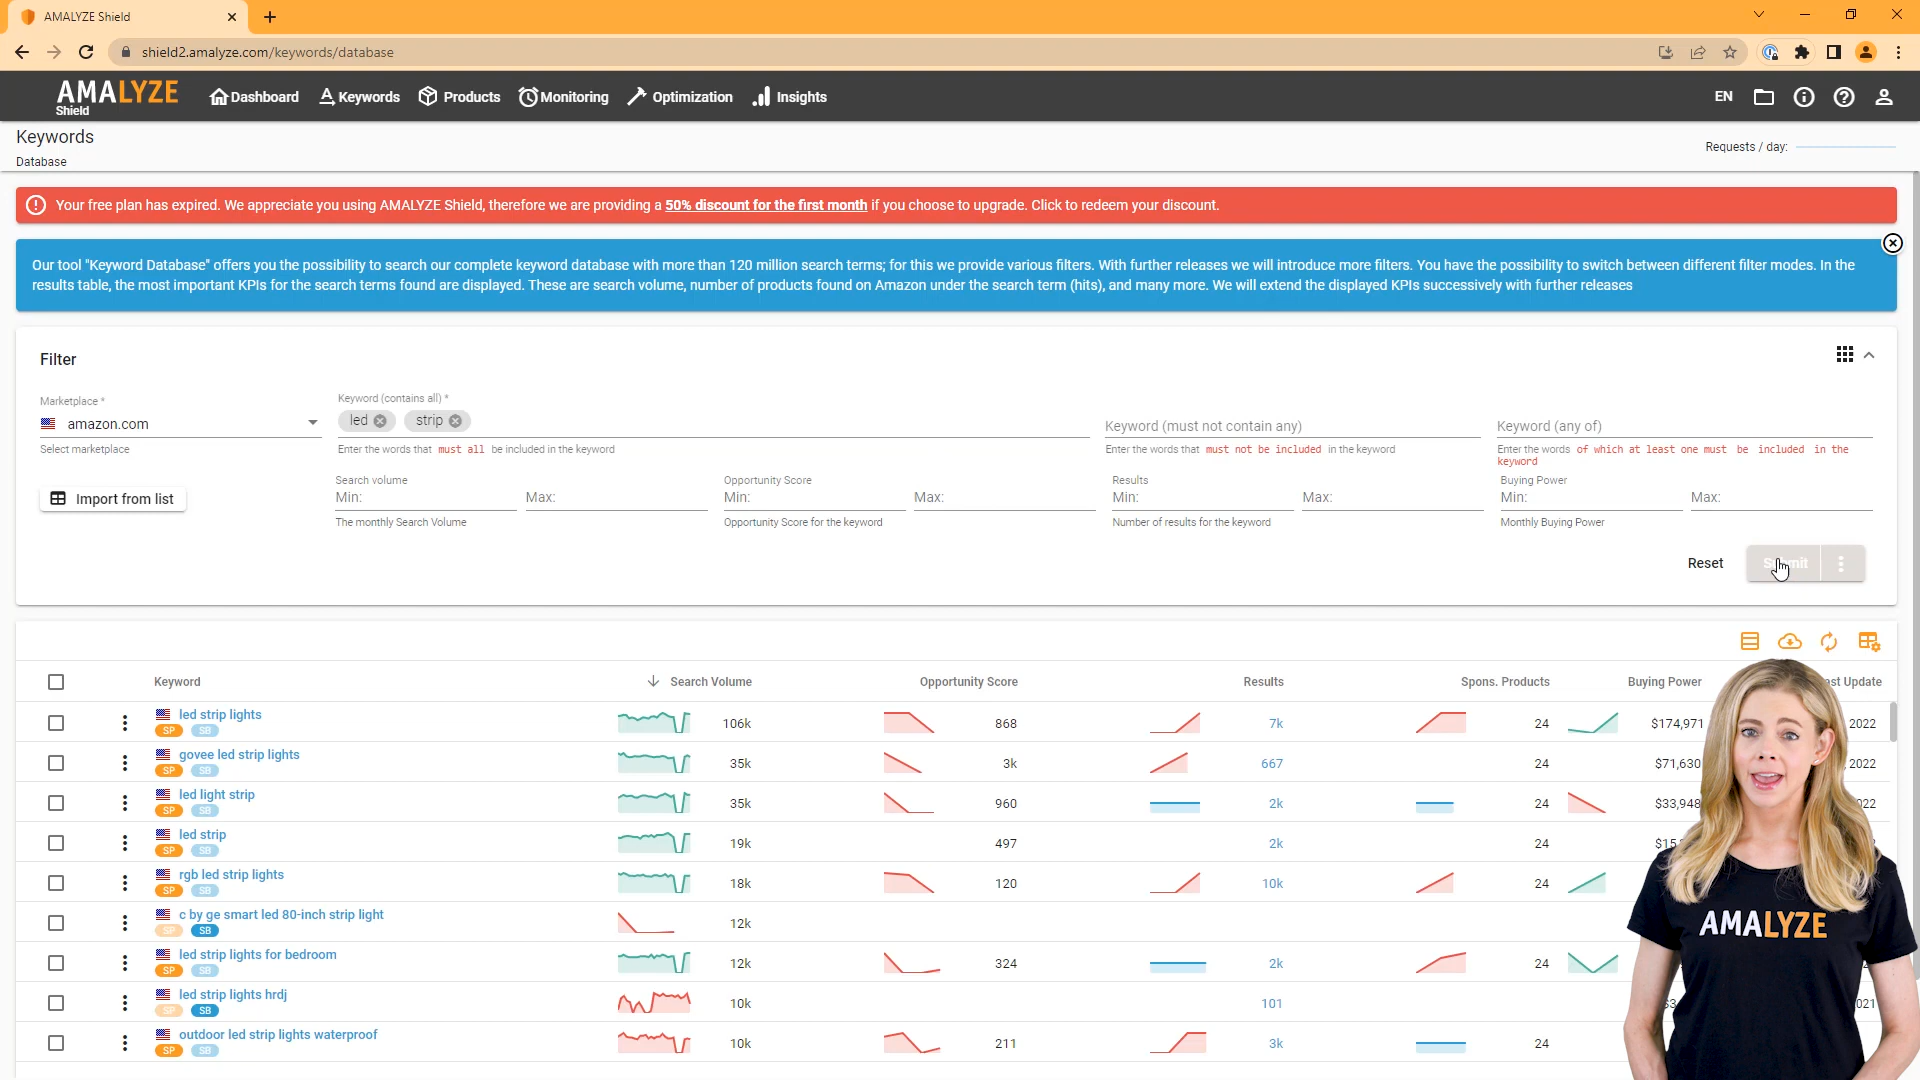 AMALYZE Shield
shield2.amalyze.com/keywords/database
AMALYZE
Shield
Dashboard
Keywords
Products
Monitoring
Optimization
Insights
EN
Keywords
Database
Requests / day:
Your free plan has expired. We appreciate you using AMALYZE Shield, therefore we are providing a 50% discount for the first month if you choose to upgrade. Click to redeem your discount.
Our tool "Keyword Database" offers you the possibility to search our complete keyword database with more than 120 million search terms; for this we provide various filters. With further releases we will introduce more filters. You have the possibility to switch between different filter modes. In the
results table, the most important KPIs for the search terms found are displayed. These are search volume, number of products found on Amazon under the search term (hits), and many more. We will extend the displayed KPIs successively with further releases
Filter
Marketplace *
amazon.com
Select marketplace
Keyword (contains all) *
led
strip
Enter the words that must all be included in the keyword
Keyword (must not contain any)
Enter the words that must not be included in the keyword
Keyword (any of)
Enter the words of which at least one must be included in the
keyword
Import from list
Search volume
Min:
Max:
The monthly Search Volume
Opportunity Score
Min:
Max:
Opportunity Score for the keyword
Results
Min:
Max:
Number of results for the keyword
Buying Power
Min:
Max:
Monthly Buying Power
Reset
Keyword
Search Volume
Opportunity Score
Results
Spons. Products
Buying Power
Update
led strip lights
SP SB
106k
868
7k
24
$174,971
2022
govee led strip lights
SP SB
35k
3k
667
24
$71,630
2022
led light strip
SP SB
35k
960
2k
24
$33,948
led strip
SP SB
19k
497
2k
24
rgb led strip lights
SP SB
18k
120
10k
24
c by ge smart led 80-inch strip light
SP SB
12k
led strip lights for bedroom
SP SB
12k
324
2k
24
led strip lights hrdj
SP SB
10k
101
outdoor led strip lights waterproof
SP SB
10k
211
3k
24
AMALYZE